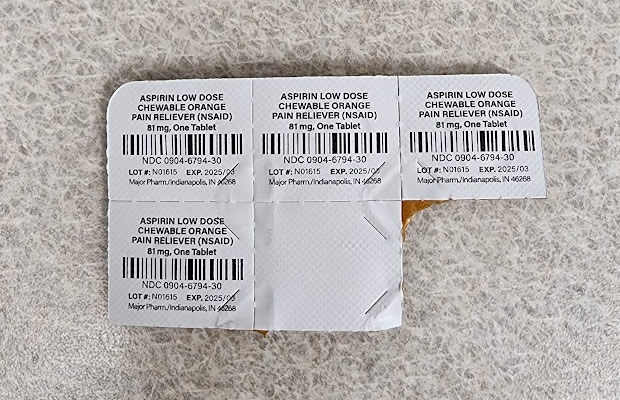 ASPIRIN LOW DOSE
CHEWABLE ORANGE
PAIN RELIEVER (NSAID)
81 mg, One Tablet
NDC 0904-6794-30
LOT #: N01615 EXP. 2025/03
Major Pharm./Indianapolis, IN 46268
ASPIRIN LOW DOSE
CHEWABLE ORANGE
PAIN RELIEVER (NSAID)
81 mg, One Tablet
NDC 0904-6794-30
LOT #: N01615 EXP. 2025/03
Major Pharm./Indianapolis, IN 46268
ASPIRIN LOW DOSE
CHEWABLE ORANGE
PAIN RELIEVER (NSAID)
81 mg, One Tablet
NDC 0904-6794-30
LOT #: N01615 EXP. 2025/03
Major Pharm./Indianapolis, IN 46268
ASPIRIN LOW DOSE
CHEWABLE ORANGE
PAIN RELIEVER (NSAID)
81 mg, One Tablet
NDC 0904-6794-30
LOT #: N01615 EXP. 2025/03
Major Pharm./Indianapolis, IN 46268